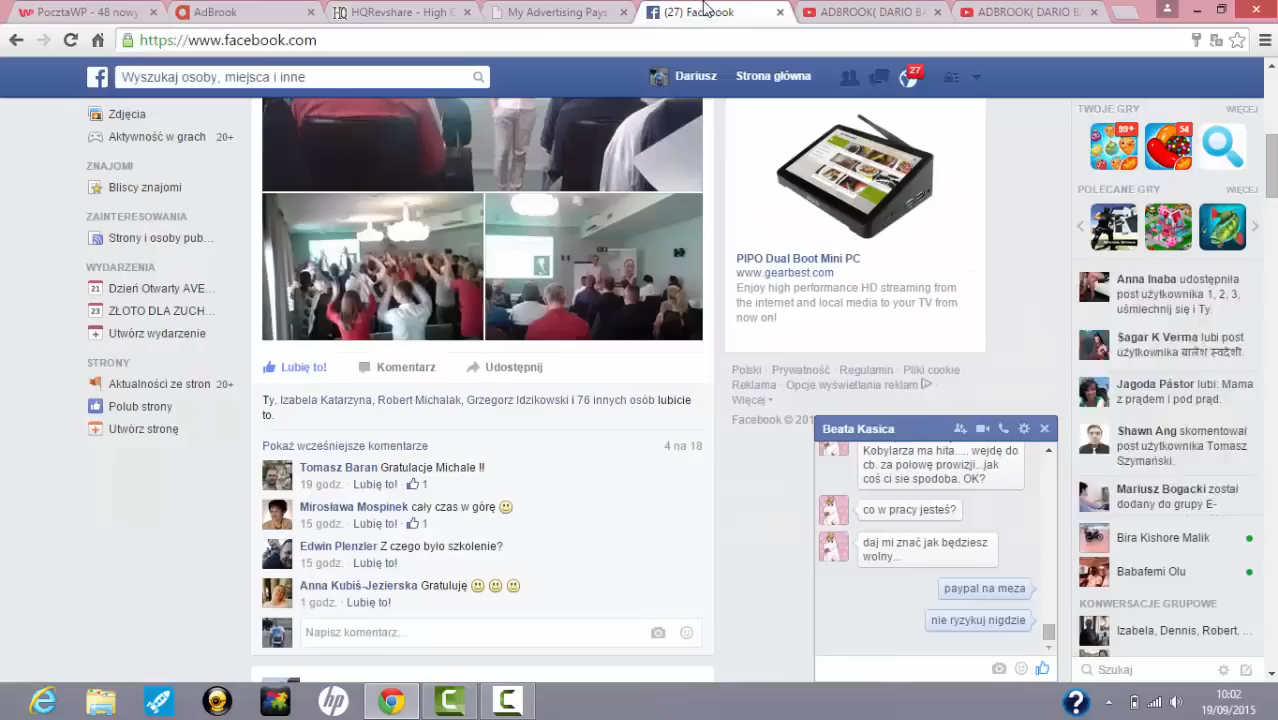 PocztaWP - 48 nowy
AdBrook
HQRevshare - High C
My Advertising Pays
(27) Facebook
ADBROOK( DARIO BA
ADBROOK( DARIO BA
https://www.facebook.com
Wyszukaj osoby, miejsca i inne
Dariusz
Strona główna
27
Zdjęcia
Aktywność w grach 20+
ZNAJOMI
Bliscy znajomi
ZAINTERESOWANIA
Strony i osoby pub...
WYDARZENIA
21 Dzień Otwarty AVE...
23 ZŁOTO DLA ZUCH...
Utwórz wydarzenie
STRONY
Aktualności ze stron 20+
Polub strony
Utwórz stronę
Lubię to!
Komentarz
Udostępnij
Ty, Izabela Katarzyna, Robert Michalak, Grzegorz Idzikowski i 76 innych osób lubicie
to.
Pokaż wcześniejsze komentarze
4 na 18
Tomasz Baran Gratulacje Michale !!
19 godz. · Lubię to! · 1
Mirosława Mospinek cały czas w górę
15 godz. · Lubię to! · 1
Edwin Plenzler Z czego było szkolenie?
15 godz. · Lubię to!
Anna Kubiś-Jezierska Gratuluję
1 godz. · Lubię to!
Napisz komentarz...
PIPO Dual Boot Mini PC
www.gearbest.com
Enjoy high performance HD streaming from
the internet and local media to your TV from
now on!
Polski · Prywatność · Regulamin · Pliki cookie
Reklama · Opcje wyświetlania reklam
Więcej
Facebook © 201
Beata Kasica
Kobylarza ma hita..... wejdę do
cb. za połowę prowizji...jak
coś ci sie spodoba. OK?
co w pracy jesteś?
daj mi znać jak będziesz
wolny...
paypal na meza
nie ryzykuj nigdzie
TWOJE GRY
WIĘCEJ
99+
54
POLECANE GRY
WIĘCEJ
Anna Inaba udostępniła
post użytkownika 1, 2, 3,
uśmiechnij się i Ty.
Sagar K Verma lubi post
użytkownika वालेश स्वदेशी.
Jagoda Pástor lubi: Mama
z prądem i pod prąd.
Shawn Ang skomentował
post użytkownika Tomasz
Szymański.
Mariusz Bogacki został
dodany do grupy E-
Bira Kishore Malik
Babafemi Olu
KONWERSACJE GRUPOWE
Izabela, Dennis, Robert, ...
Szukaj
10:02
19/09/2015